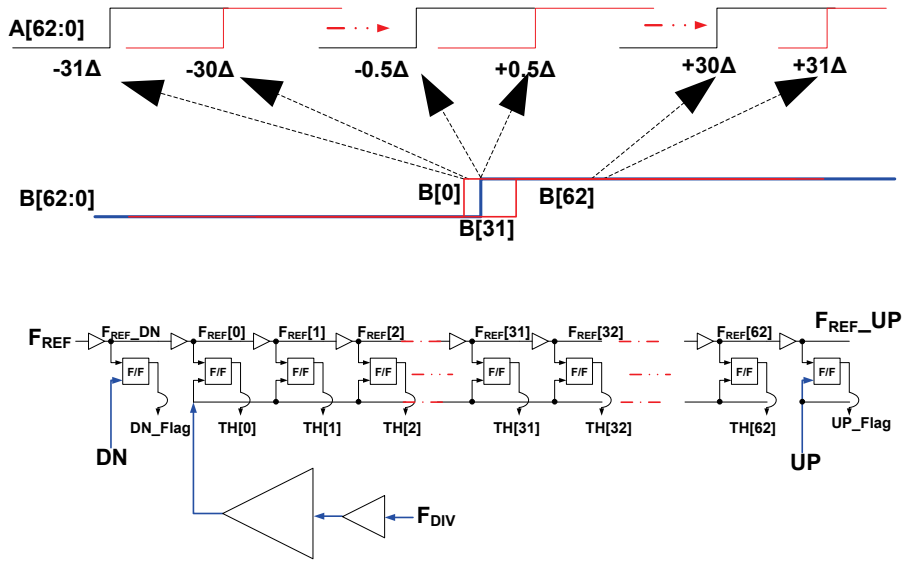 A[62:0]
-31Δ -30Δ -0.5Δ +0.5Δ +30Δ +31Δ
B[0] B[62]
B[62:0] B[31]
FREF FREF_DN FREF[0] FREF[1] FREF[2] FREF[31] FREF[32] FREF[62] FREF_UP
F/F F/F F/F F/F F/F F/F F/F F/F
DN_Flag TH[0] TH[1] TH[2] TH[31] TH[32] TH[62] UP_Flag
DN UP
FDIV